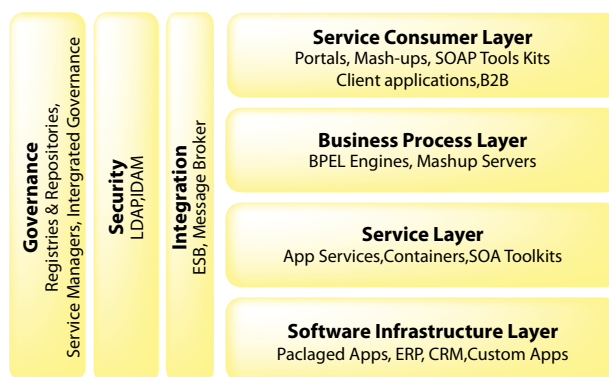 Governance
Registries & Repositories,
Service Managers, Intergrated Governance
Security
LDAP,IDAM
Integration
ESB, Message Broker
Service Consumer Layer
Portals, Mash-ups, SOAP Tools Kits
Client applications,B2B
Business Process Layer
BPEL Engines, Mashup Servers
Service Layer
App Services,Containers,SOA Toolkits
Software Infrastructure Layer
Paclaged Apps, ERP, CRM,Custom Apps